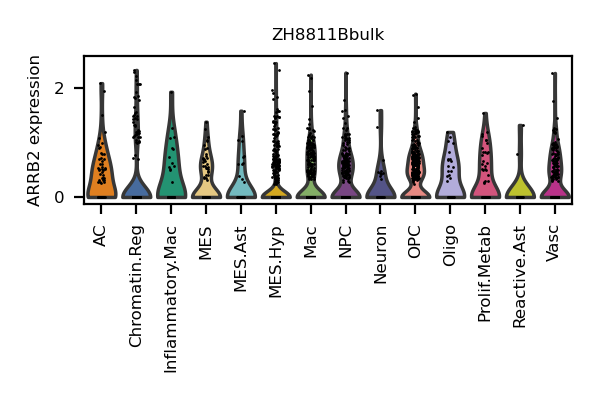 ZH8811Bbulk
ARRB2 expression
2
0
AC
Chromatin.Reg
Inflammatory.Mac
MES
MES.Ast
MES.Hyp
Mac
NPC
Neuron
OPC
Oligo
Prolif.Metab
Reactive.Ast
Vasc